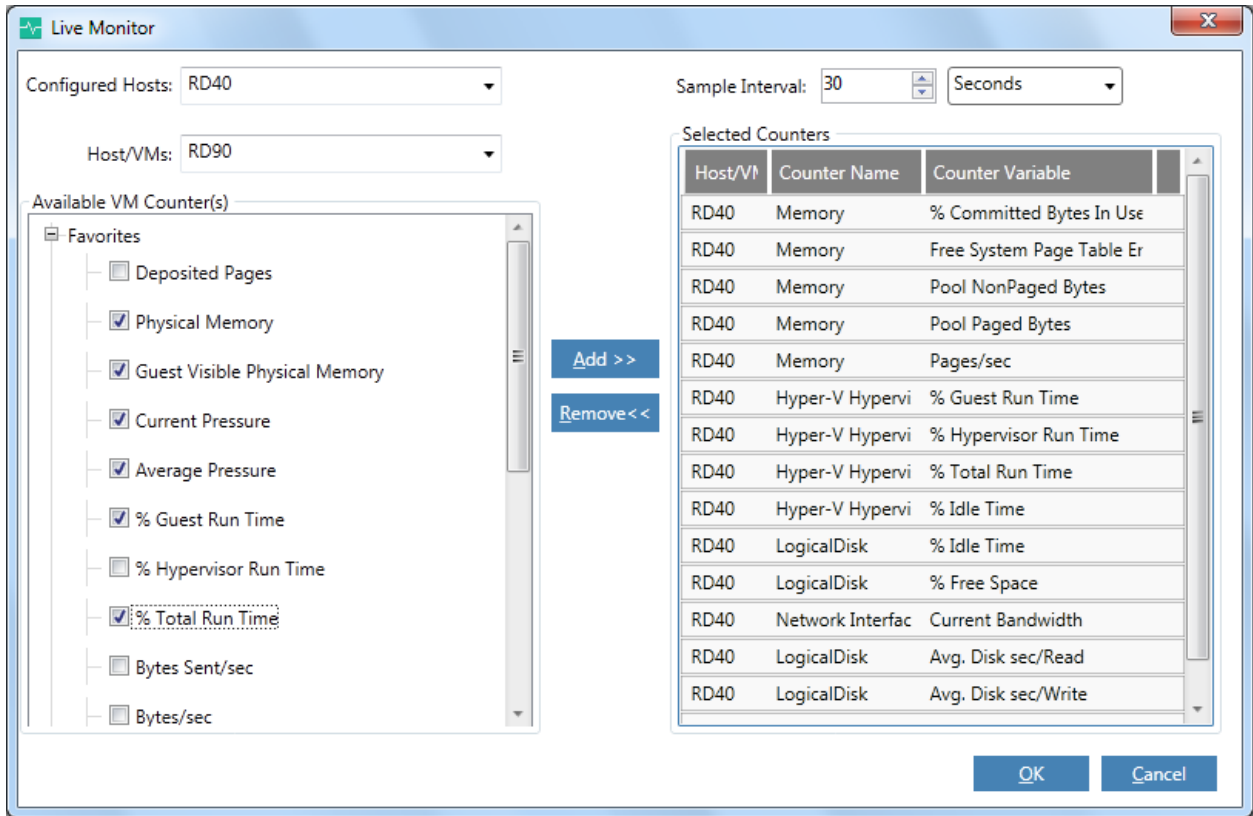 Live Monitor
Configured Hosts: RD40
Sample Interval: 30 Seconds
Host/VMs: RD90
Available VM Counter(s)
Favorites
Deposited Pages
Physical Memory
Guest Visible Physical Memory
Current Pressure
Average Pressure
% Guest Run Time
% Hypervisor Run Time
% Total Run Time
Bytes Sent/sec
Bytes/sec
Add >>
Remove<<
Selected Counters
Host/VM Counter Name Counter Variable
RD40 Memory % Committed Bytes In Use
RD40 Memory Free System Page Table Er
RD40 Memory Pool NonPaged Bytes
RD40 Memory Pool Paged Bytes
RD40 Memory Pages/sec
RD40 Hyper-V Hypervi % Guest Run Time
RD40 Hyper-V Hypervi % Hypervisor Run Time
RD40 Hyper-V Hypervi % Total Run Time
RD40 Hyper-V Hypervi % Idle Time
RD40 LogicalDisk % Idle Time
RD40 LogicalDisk % Free Space
RD40 Network Interfac Current Bandwidth
RD40 LogicalDisk Avg. Disk sec/Read
RD40 LogicalDisk Avg. Disk sec/Write
OK
Cancel